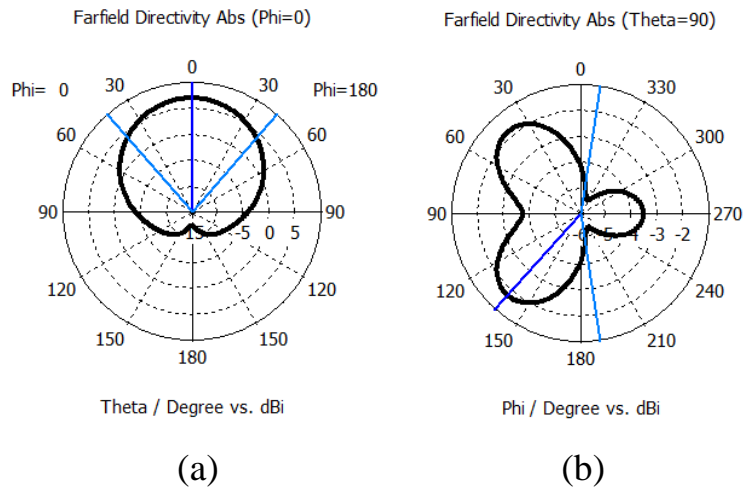 Farfield Directivity Abs (Phi=0)
0
Phi= 0 30 30 Phi=180
60 60
90 -5 0 5 90
120 120
150 150
180
Theta / Degree vs. dBi
(a)
Farfield Directivity Abs (Theta=90)
0
30 330
60 300
90 -4 -3 -2 270
120 240
150 210
180
Phi / Degree vs. dBi
(b)